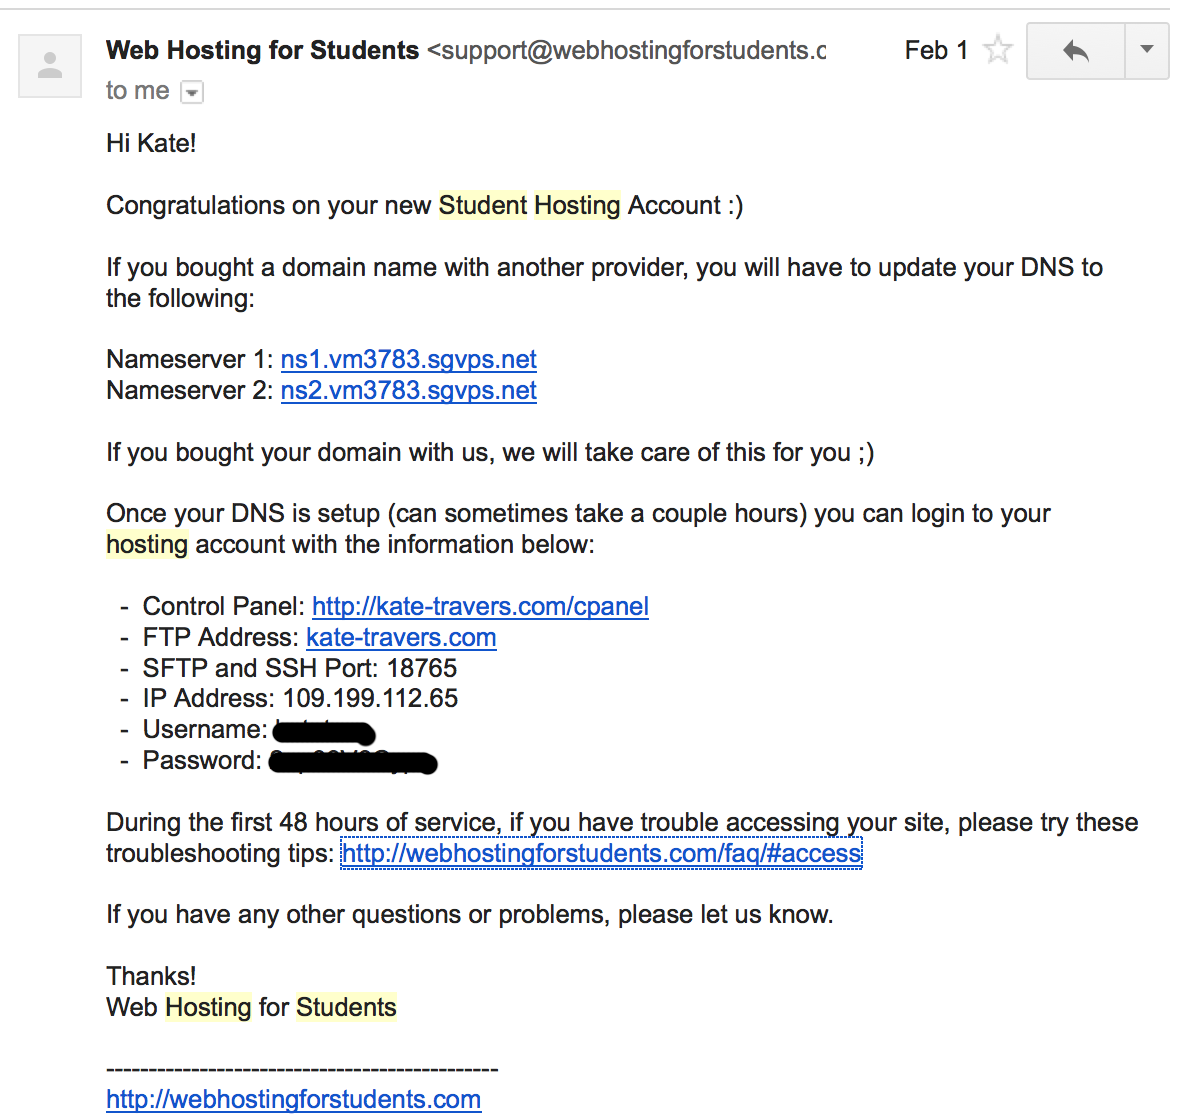 Web Hosting for Students <support@webhostingforstudents.c
Feb 1
to me
Hi Kate!
Congratulations on your new Student Hosting Account :)
If you bought a domain name with another provider, you will have to update your DNS to
the following:
Nameserver 1: ns1.vm3783.sgvps.net
Nameserver 2: ns2.vm3783.sgvps.net
If you bought your domain with us, we will take care of this for you ;)
Once your DNS is setup (can sometimes take a couple hours) you can login to your
hosting account with the information below:
- Control Panel: http://kate-travers.com/cpanel
- FTP Address: kate-travers.com
- SFTP and SSH Port: 18765
- IP Address: 109.199.112.65
- Username:
- Password:
During the first 48 hours of service, if you have trouble accessing your site, please try these
troubleshooting tips: http://webhostingforstudents.com/faq/#access
If you have any other questions or problems, please let us know.
Thanks!
Web Hosting for Students
-----------------------------------------------
http://webhostingforstudents.com